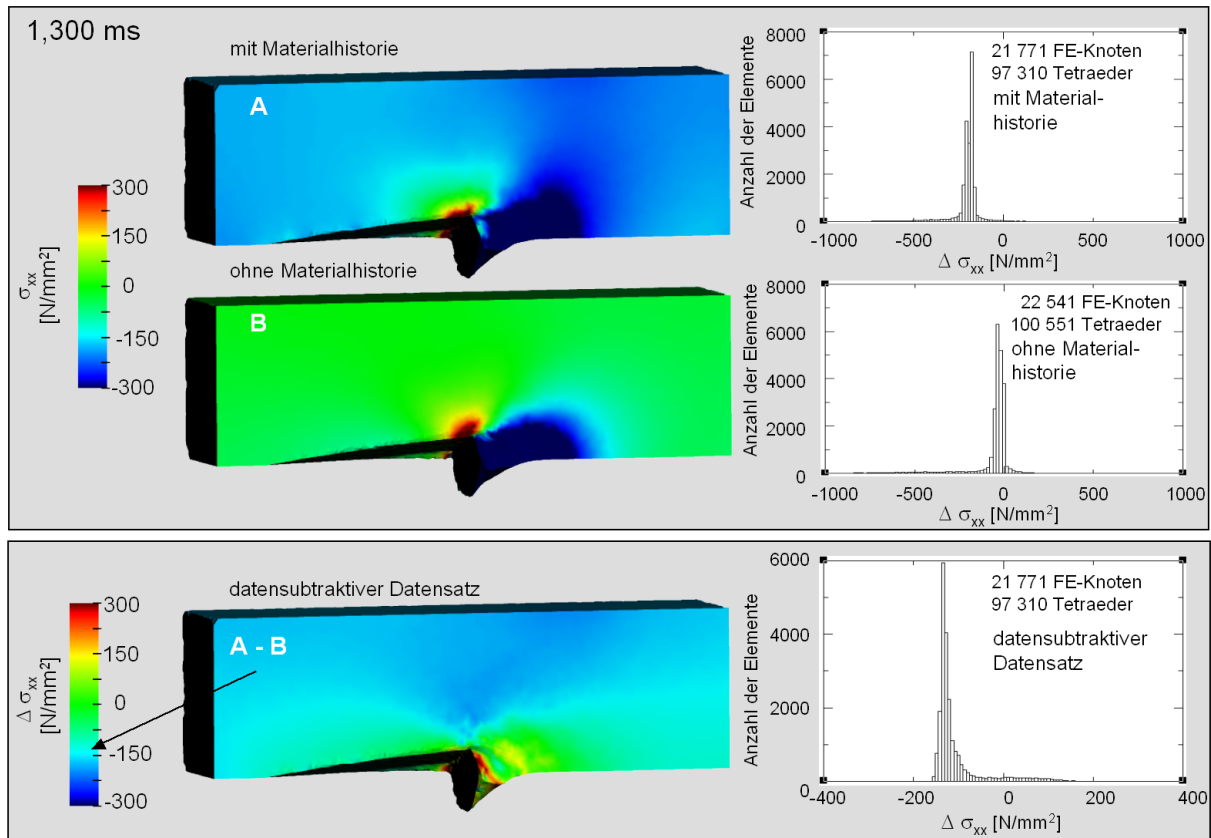 1,300 ms
mit Materialhistorie
A
300
150
0
-150
-300
σxx
[N/mm²]
ohne Materialhistorie
B
8000
6000
4000
2000
0
Anzahl der Elemente
21 771 FE-Knoten
97 310 Tetraeder
mit Material-
historie
-1000
-500
0
500
1000
Δ σxx [N/mm²]
8000
6000
4000
2000
0
Anzahl der Elemente
22 541 FE-Knoten
100 551 Tetraeder
ohne Material-
historie
-1000
-500
0
500
1000
Δ σxx [N/mm²]
datensubtraktiver Datensatz
A - B
300
150
0
-150
-300
Δ σxx
[N/mm²]
6000
4000
2000
0
Anzahl der Elemente
21 771 FE-Knoten
97 310 Tetraeder
datensubtraktiver
Datensatz
-400
-200
0
200
400
Δ σxx [N/mm²]